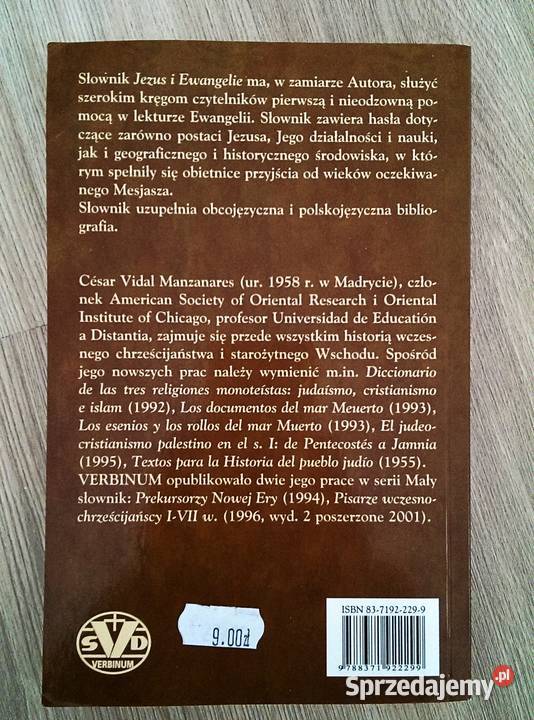 Słownik Jezus i Ewangelie ma, w zamiarze Autora, służyć
szerokim kręgom czytelników pierwszą i nieodzowną po-
mocą w lekturze Ewangelii. Słownik zawiera hasła doty-
czące zarówno postaci Jezusa, Jego działalności i nauki,
jak i geograficznego i historycznego środowiska, w któ-
rym spełniły się obietnice przyjścia od wieków oczekiwa-
nego Mesjasza.
Słownik uzupełnia obcojęzyczna i polskojęzyczna biblio-
grafia.
César Vidal Manzanares (ur. 1958 r. w Madrycie), czło-
nek American Society of Oriental Research i Oriental
Institute of Chicago, profesor Universidad de Educatión
a Distantia, zajmuje się przede wszystkim historią wczes-
nego chrześcijaństwa i starożytnego Wschodu. Spośród
jego nowszych prac należy wymienić m.in. Diccionario
de las tres religiones monoteístas: judaísmo, cristianismo
e islam (1992), Los documentos del mar Meuerto (1993),
Los esenios y los rollos del mar Muerto (1993), El judeo-
cristianismo palestino en el s. I: de Pentecostés a Jamnia
(1995), Textos para la Historia del pueblo judío (1955).
VERBINUM opublikowało dwie jego prace w serii Mały
słownik: Prekursorzy Nowej Ery (1994), Pisarze wczesno-
chrześcijańscy I-VII w. (1996, wyd. 2 poszerzone 2001).
SVD
VERBINUM
9.00zł
ISBN 83-7192-229-9
9 788371 922299
Sprzedajemy.pl